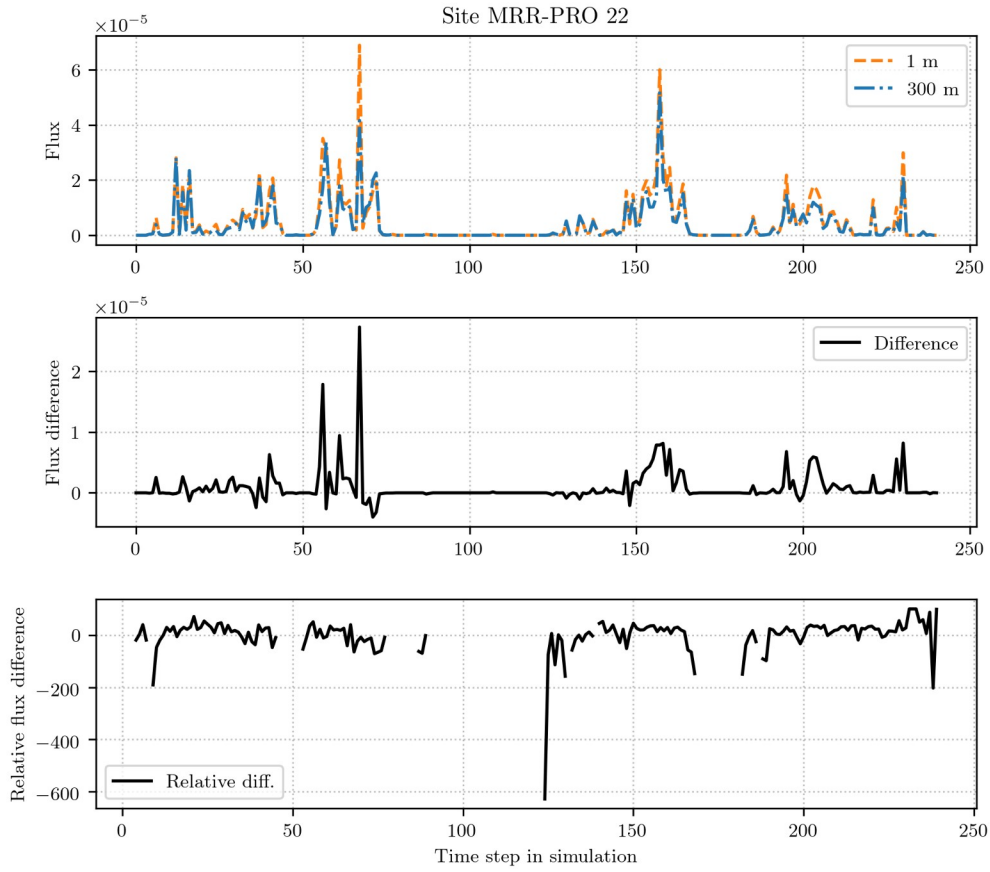 Site MRR-PRO 22
×10⁻⁵
Flux
6
4
2
0
1 m
300 m
0 50 100 150 200 250
×10⁻⁵
Flux difference
2
1
0
Difference
0 50 100 150 200 250
Relative flux difference
0
−200
−400
−600
Relative diff.
0 50 100 150 200 250
Time step in simulation